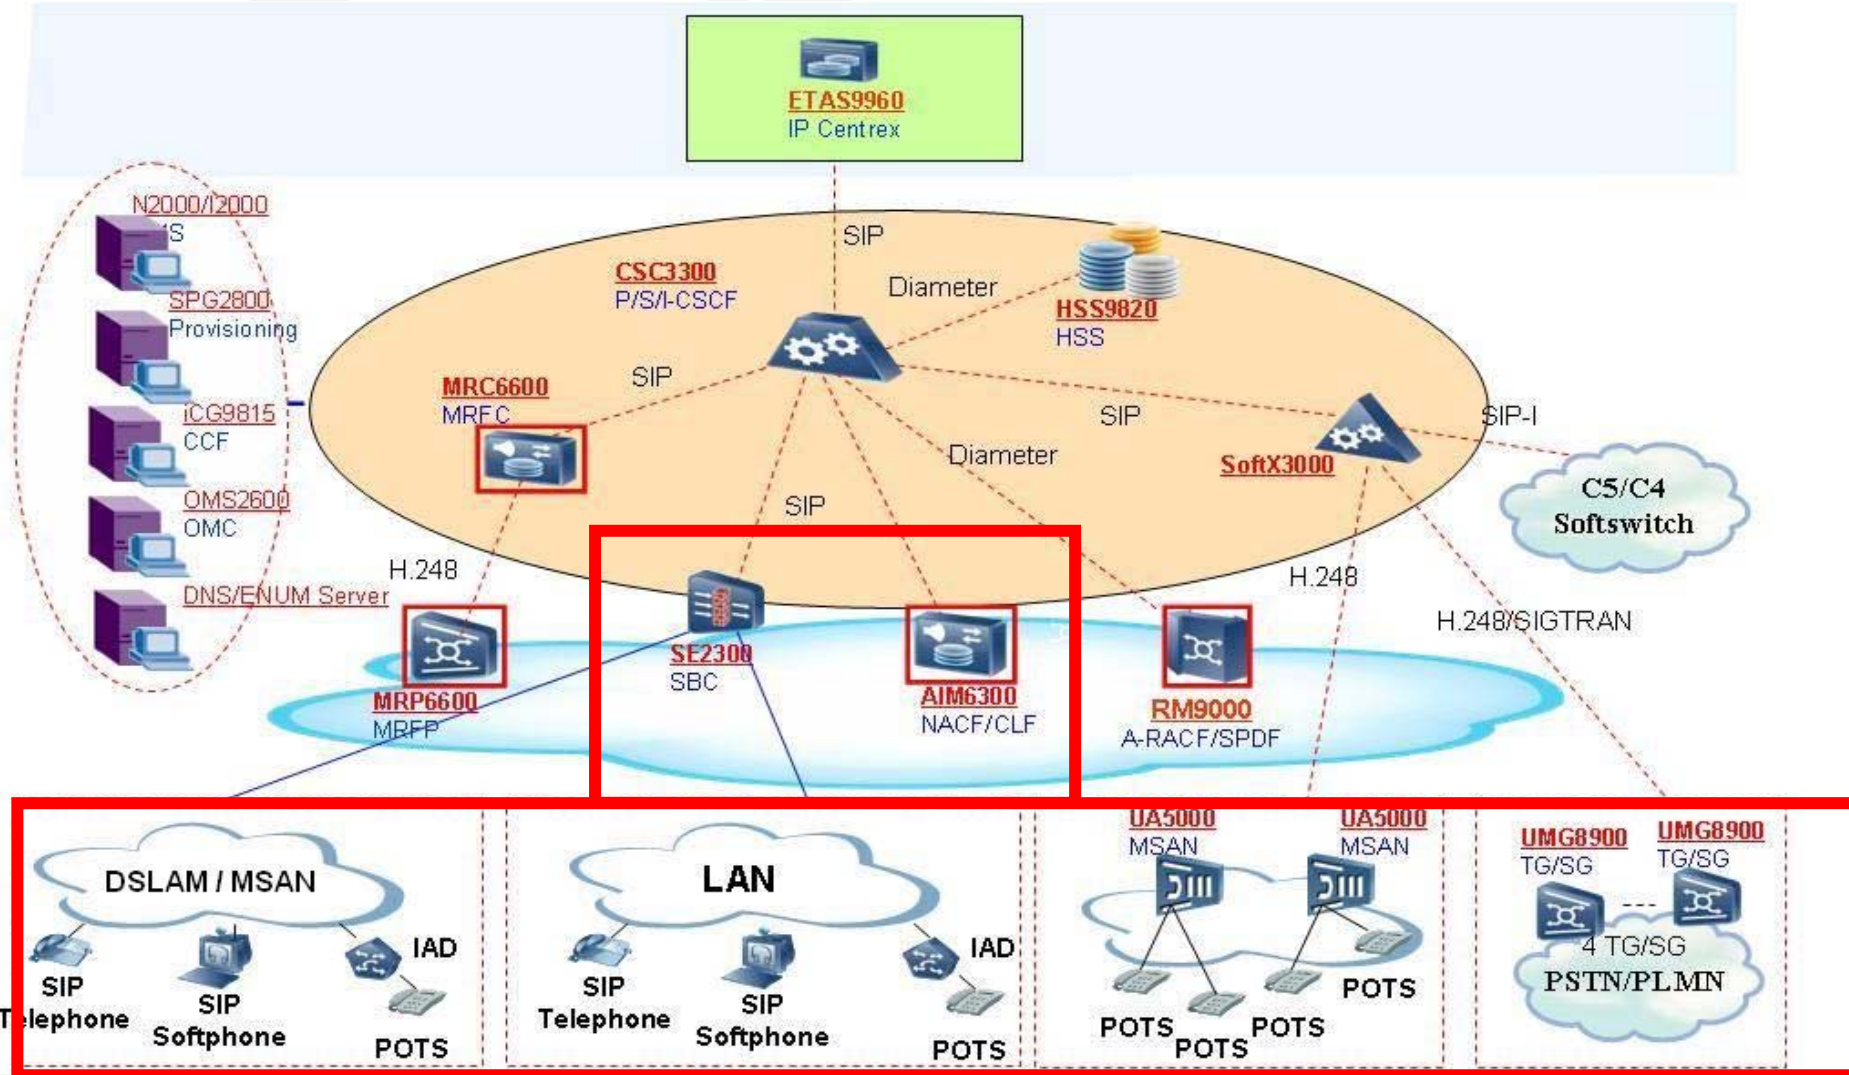 ETAS9960
IP Centrex
N2000/I2000
SPG2800
Provisioning
iCG9815
CCF
OMS2600
OMC
DNS/ENUM Server
SIP
CSC3300
P/S/I-CSCF
Diameter
HSS9820
HSS
MRC6600
MRFC
SIP
SIP
SIP-I
Diameter
SoftX3000
C5/C4
Softswitch
SIP
H.248
H.248
H.248/SIGTRAN
SE2300
SBC
MRP6600
MRFP
AIM6300
NACF/CLF
RM9000
A-RACF/SPDF
DSLAM / MSAN
IAD
SIP
Telephone
SIP
Softphone
POTS
LAN
IAD
SIP
Telephone
SIP
Softphone
POTS
UA5000
MSAN
UA5000
MSAN
POTS
POTS
POTS
POTS
UMG8900
TG/SG
UMG8900
TG/SG
4 TG/SG
PSTN/PLMN